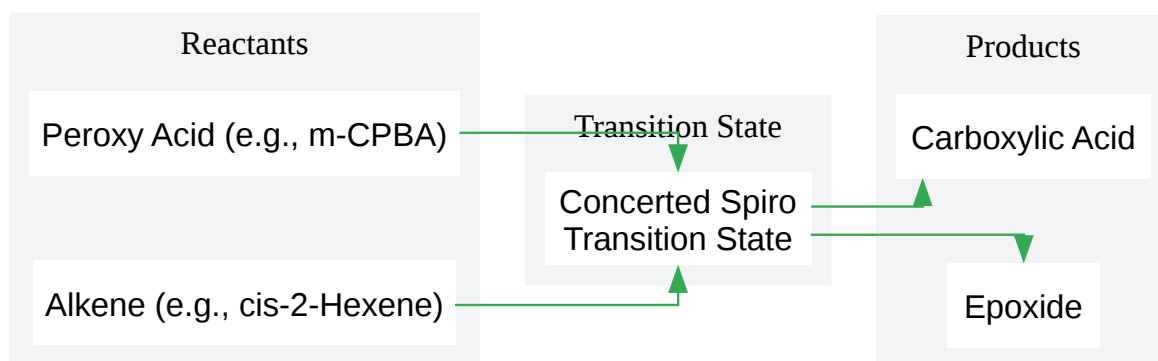 Reactants
Peroxy Acid (e.g., m-CPBA)
Alkene (e.g., cis-2-Hexene)
Transition State
Concerted Spiro
Transition State
Products
Carboxylic Acid
Epoxide